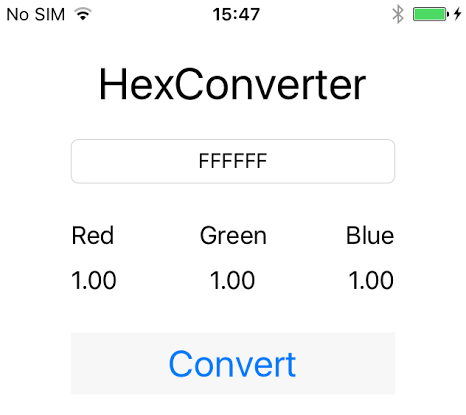 No SIM 15:47
HexConverter
FFFFFF
Red Green Blue
1.00 1.00 1.00
Convert